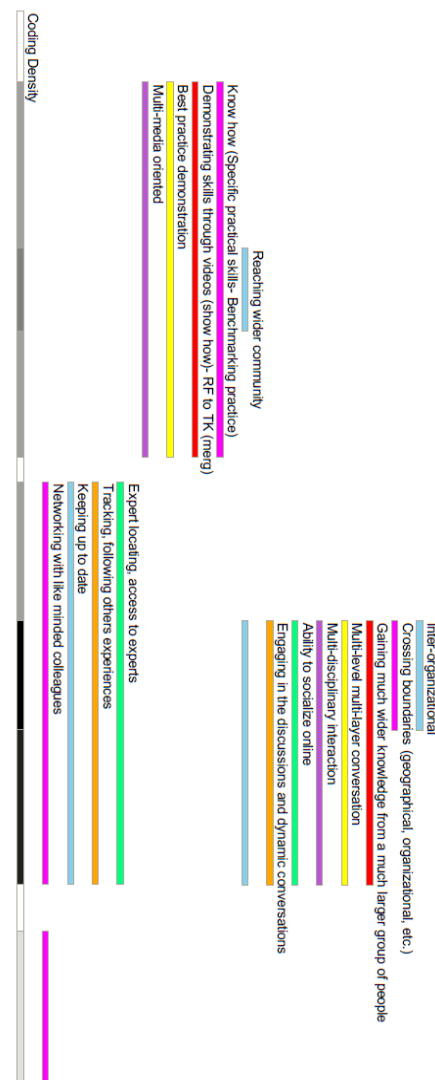 Inter-organizational
Crossing boundaries (geographical, organizational, etc.)
Gaining much wider knowledge from a much larger group of people
Multi-level multi-layer conversation
Multi-disciplinary interaction
Ability to socialize online
Engaging in the discussions and dynamic conversations
Reaching wider community
Know how (Specific practical skills- Benchmarking practice)
Demonstrating skills through videos (show how)- RF to TK (merg)
Best practice demonstration
Multi-media oriented
Expert locating, access to experts
Tracking, following others experiences
Keeping up to date
Networking with like minded colleagues
Coding Density